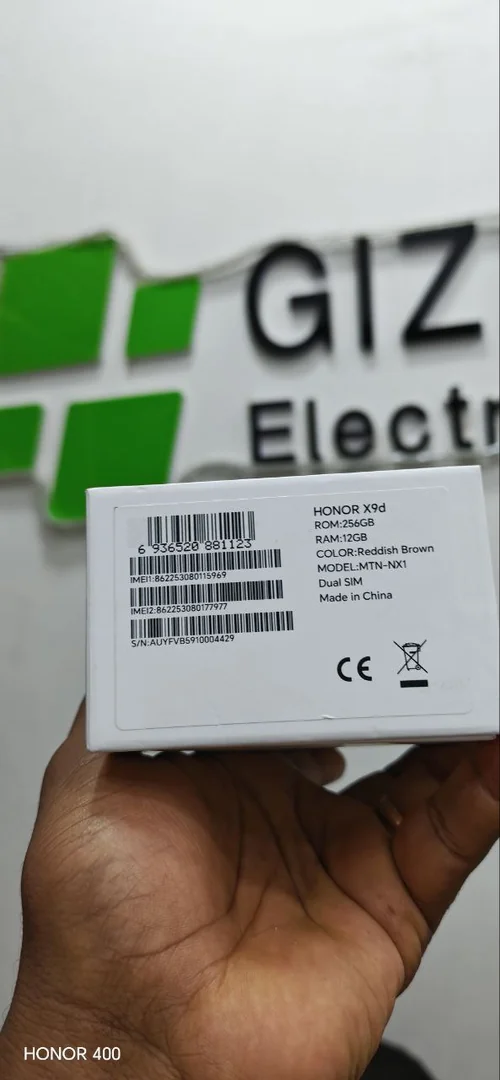 GIZ
Electr
6 936520 881123
IMEI1:862253080115969
IMEI2:862253080177977
S/N:AUYFVB5910004429
HONOR X9d
ROM:256GB
RAM:12GB
COLOR:Reddish Brown
MODEL:MTN-NX1
Dual SIM
Made in China
CE
HONOR 400